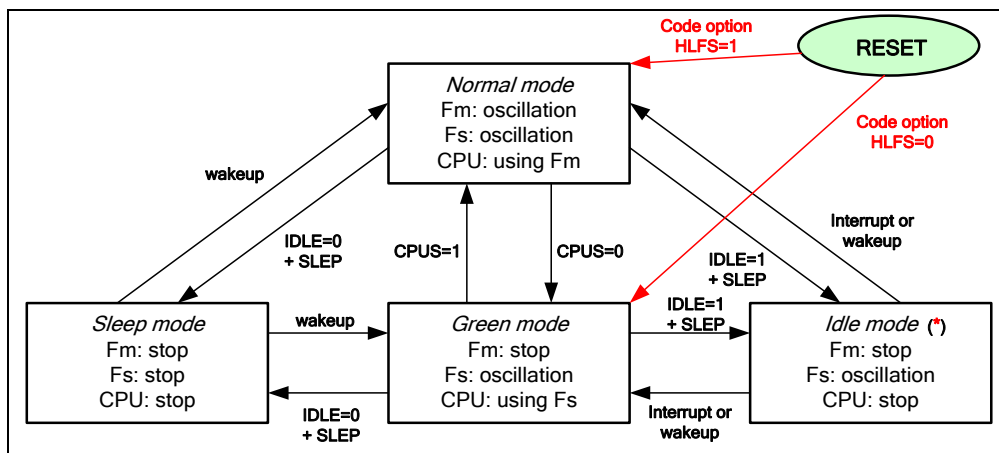 Code option
HLFS=1
RESET
Normal mode
Fm: oscillation
Fs: oscillation
CPU: using Fm
Code option
HLFS=0
wakeup
IDLE=0
+ SLEP
CPUS=1
CPUS=0
IDLE=1
+ SLEP
Interrupt or
wakeup
Sleep mode
Fm: stop
Fs: stop
CPU: stop
wakeup
IDLE=0
+ SLEP
Green mode
Fm: stop
Fs: oscillation
CPU: using Fs
IDLE=1
+ SLEP
Interrupt or
wakeup
Idle mode (*)
Fm: stop
Fs: oscillation
CPU: stop